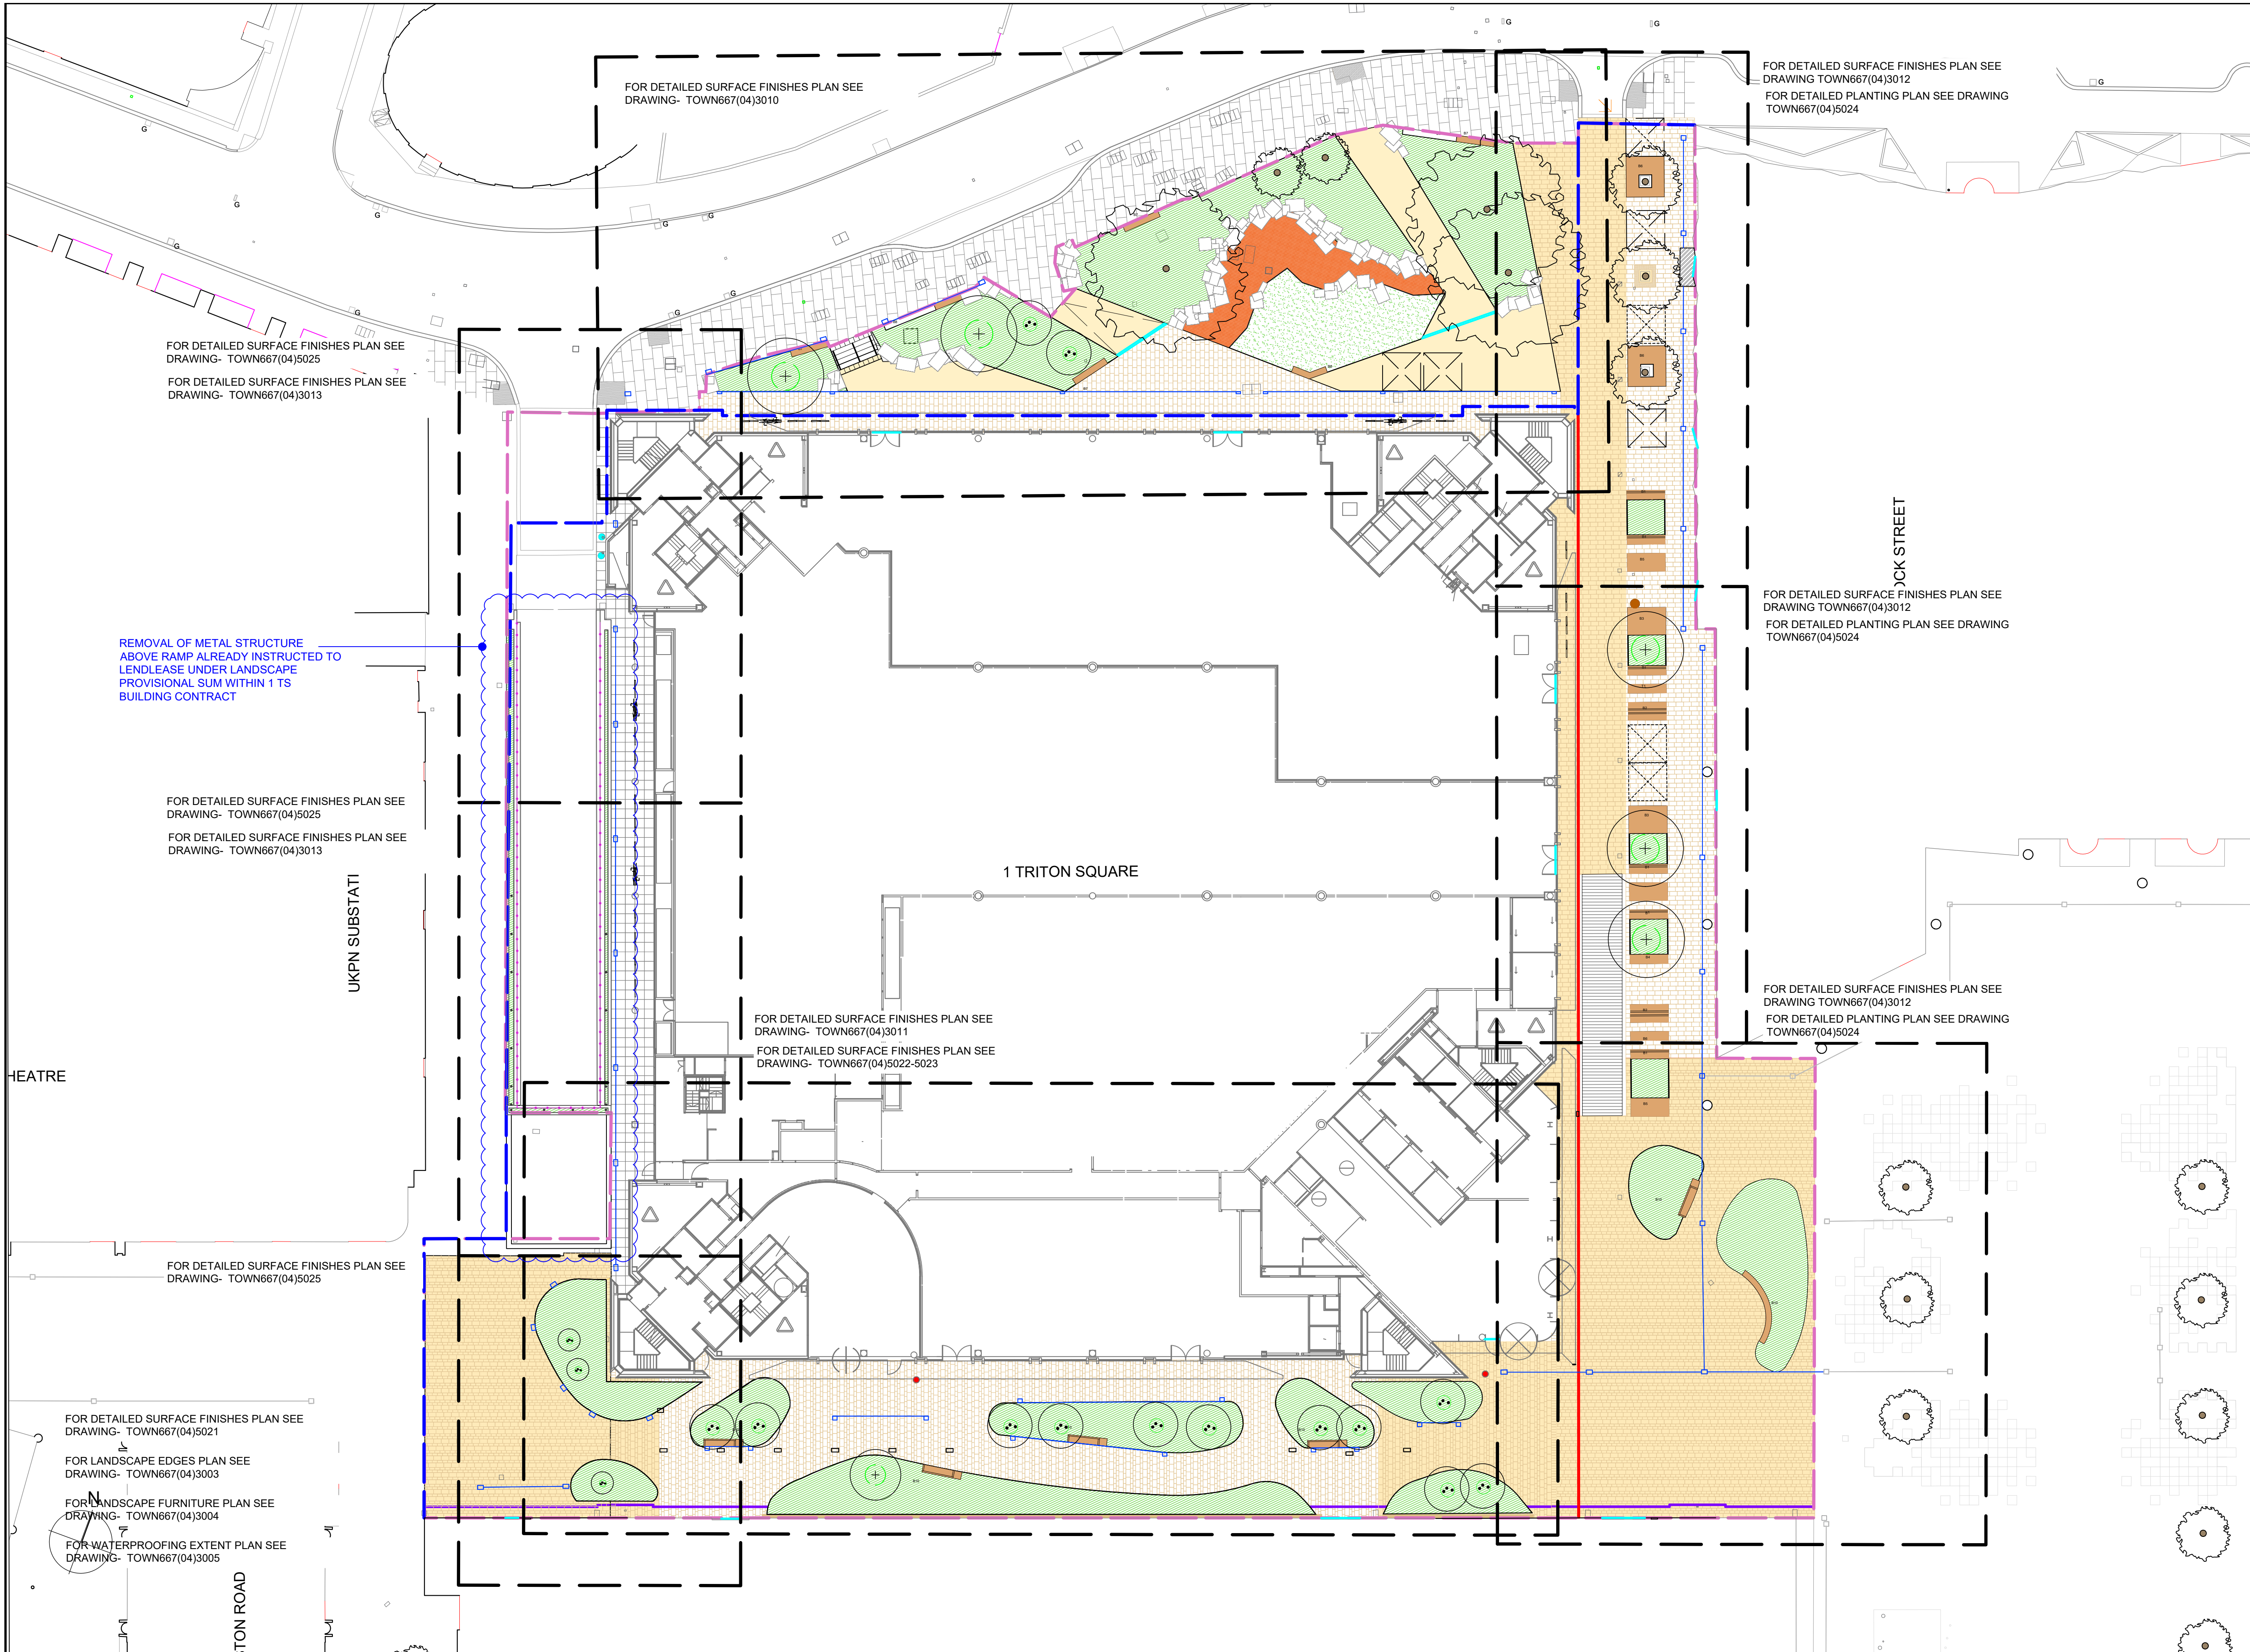 FOR DETAILED SURFACE FINISHES PLAN SEE
DRAWING- TOWN667(04)3010
FOR DETAILED SURFACE FINISHES PLAN SEE
DRAWING TOWN667(04)3012
FOR DETAILED PLANTING PLAN SEE DRAWING
TOWN667(04)5024
G
G
G
G
G
G
G
G
G
G
G
G
FOR DETAILED SURFACE FINISHES PLAN SEE
DRAWING- TOWN667(04)5025
FOR DETAILED SURFACE FINISHES PLAN SEE
DRAWING- TOWN667(04)3013
OCK STREET
FOR DETAILED SURFACE FINISHES PLAN SEE
DRAWING TOWN667(04)3012
FOR DETAILED PLANTING PLAN SEE DRAWING
TOWN667(04)5024
REMOVAL OF METAL STRUCTURE
ABOVE RAMP ALREADY INSTRUCTED TO
LENDLEASE UNDER LANDSCAPE
PROVISIONAL SUM WITHIN 1 TS
BUILDING CONTRACT
FOR DETAILED SURFACE FINISHES PLAN SEE
DRAWING- TOWN667(04)5025
FOR DETAILED SURFACE FINISHES PLAN SEE
DRAWING- TOWN667(04)3013
1 TRITON SQUARE
UKPN SUBSTATI
FOR DETAILED SURFACE FINISHES PLAN SEE
DRAWING TOWN667(04)3012
FOR DETAILED PLANTING PLAN SEE DRAWING
TOWN667(04)5024
FOR DETAILED SURFACE FINISHES PLAN SEE
DRAWING- TOWN667(04)3011
FOR DETAILED SURFACE FINISHES PLAN SEE
DRAWING- TOWN667(04)5022-5023
HEATRE
FOR DETAILED SURFACE FINISHES PLAN SEE
DRAWING- TOWN667(04)5025
FOR DETAILED SURFACE FINISHES PLAN SEE
DRAWING- TOWN667(04)5021
FOR LANDSCAPE EDGES PLAN SEE
DRAWING- TOWN667(04)3003
N
FOR LANDSCAPE FURNITURE PLAN SEE
DRAWING- TOWN667(04)3004
FOR WATERPROOFING EXTENT PLAN SEE
DRAWING- TOWN667(04)3005
STON ROAD